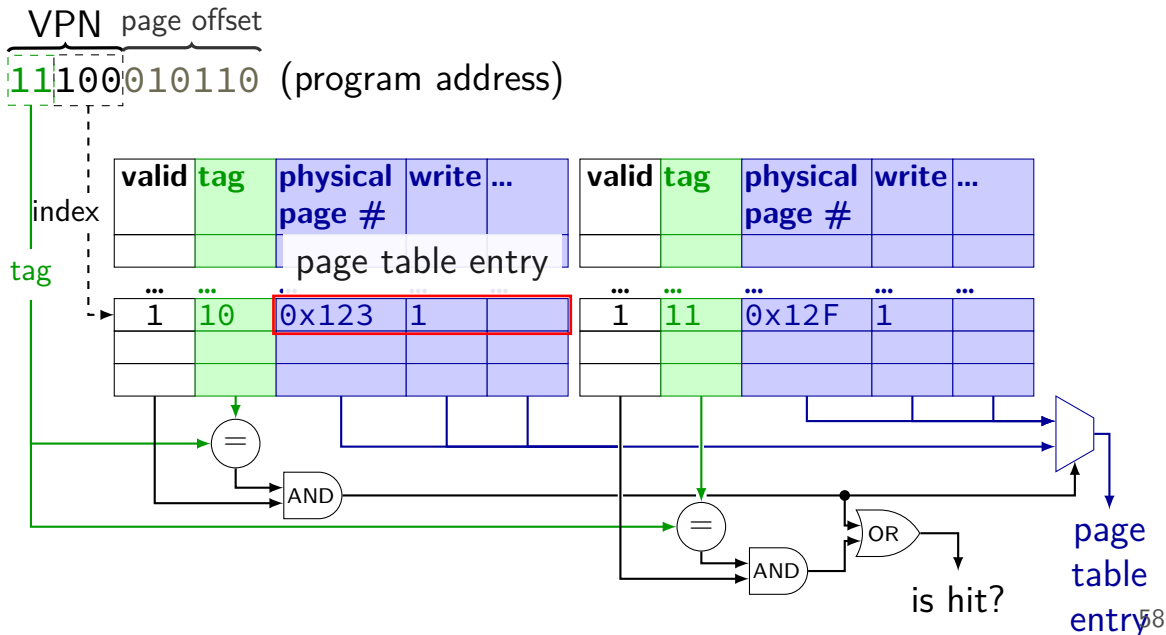 VPN page offset
11100010110 (program address)
valid tag physical page # write ... valid tag physical page # write ...
index
tag
page table entry
... ... ... ... ... ... ... ... ... ...
1 10 0x123 1 1 11 0x12F 1
=
AND
=
OR
AND
is hit?
page
table
entry
58